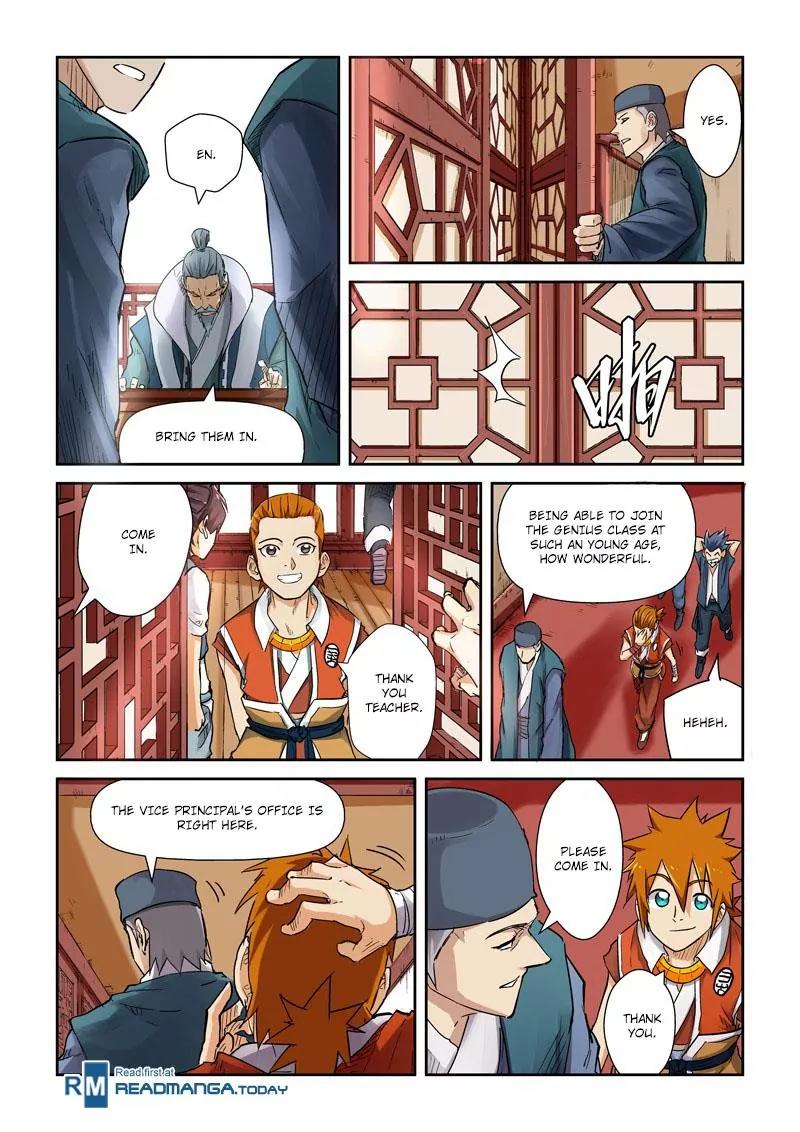 EN.
BRING THEM IN.
YES.
啪
COME
IN.
THANK
YOU
TEACHER.
BEING ABLE TO JOIN
THE GENIUS CLASS AT
SUCH AN YOUNG AGE,
HOW WONDERFUL.
HEHEH.
THE VICE PRINCIPAL'S OFFICE IS
RIGHT HERE.
PLEASE
COME IN.
THANK
YOU.
RM
Read first at
READMANGA.TODAY